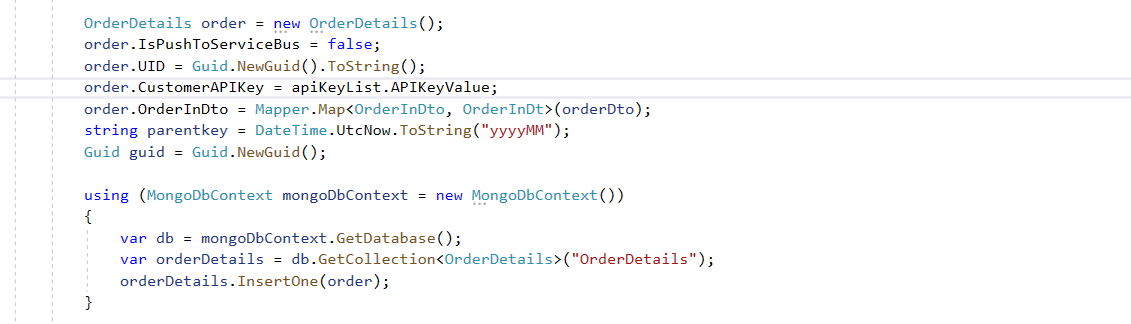 OrderDetails order = new OrderDetails();
order.IsPushToServiceBus = false;
order.UID = Guid.NewGuid().ToString();
order.CustomerAPIKey = apiKeyList.APIKeyValue;
order.OrderInDto = Mapper.Map<OrderInDto, OrderInDt>(orderDto);
string parentkey = DateTime.UtcNow.ToString("yyyyMM");
Guid guid = Guid.NewGuid();
using (MongoDbContext mongoDbContext = new MongoDbContext())
{
var db = mongoDbContext.GetDatabase();
var orderDetails = db.GetCollection<OrderDetails>("OrderDetails");
orderDetails.InsertOne(order);
}